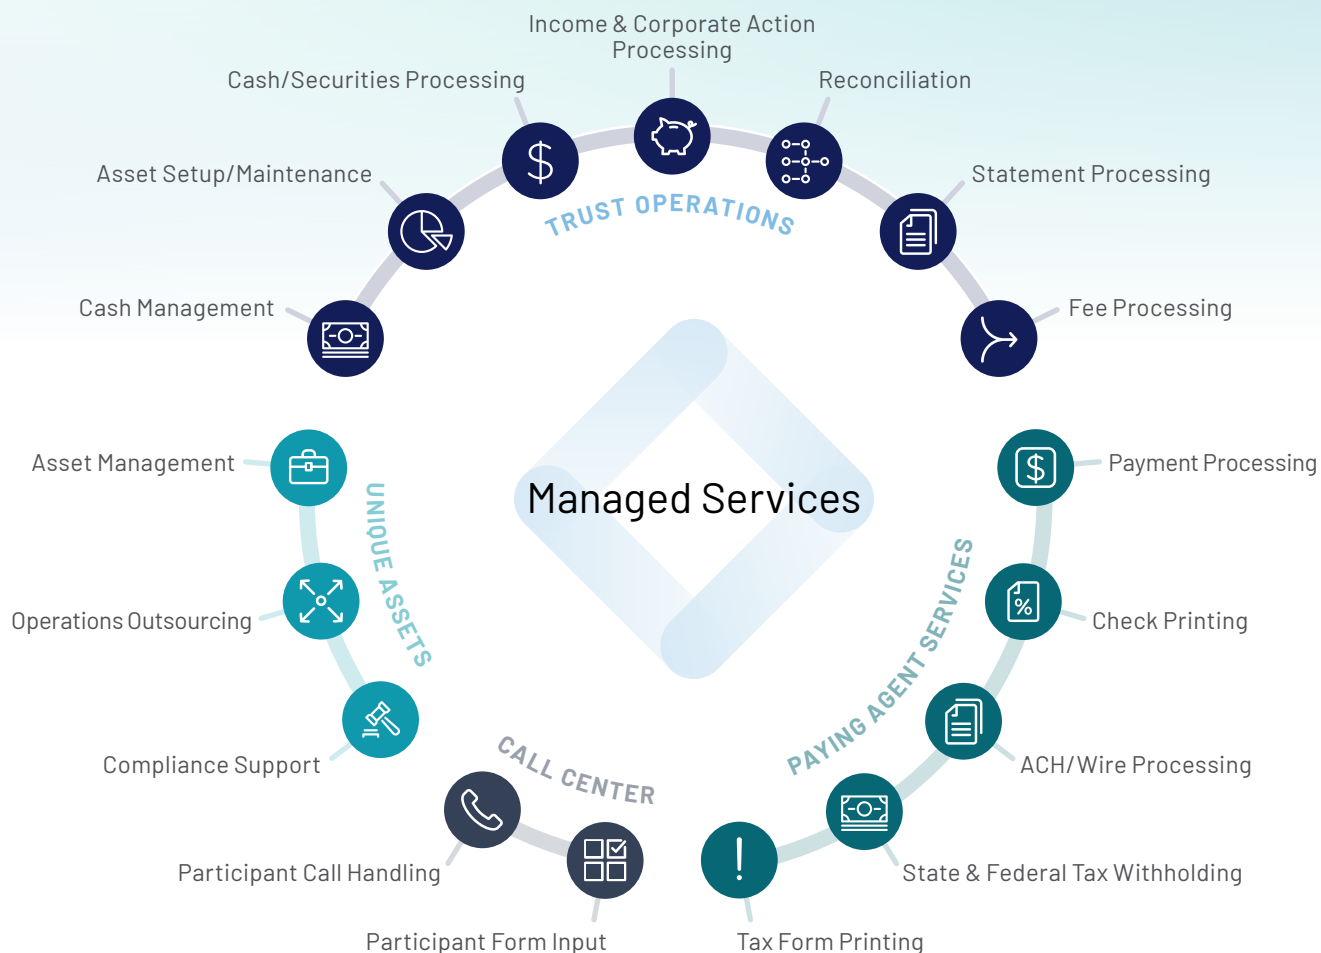 Income & Corporate Action
Processing
Cash/Securities Processing
Reconciliation
Asset Setup/Maintenance
Statement Processing
TRUST OPERATIONS
Cash Management
Fee Processing
Asset Management
Payment Processing
Managed Services
UNIQUE ASSETS
PAYING AGENT SERVICES
Operations Outsourcing
Check Printing
Compliance Support
ACH/Wire Processing
CALL CENTER
Participant Call Handling
State & Federal Tax Withholding
Participant Form Input
Tax Form Printing